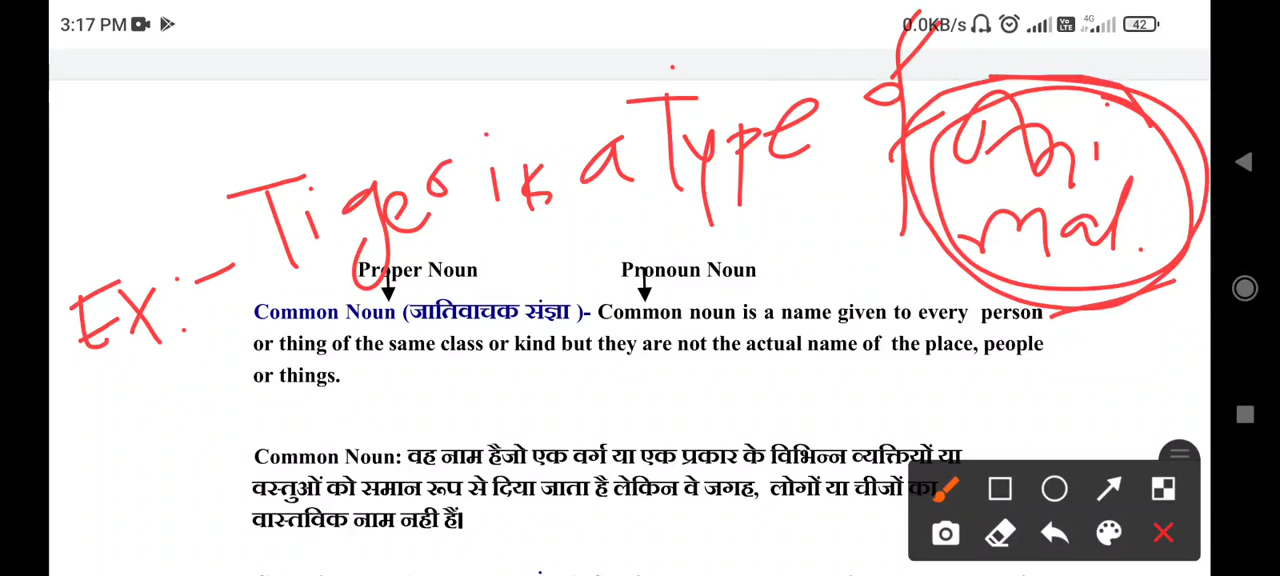 3:17 PM 0.0KB/s 4G 42
Ex:- Tiger is a Type of Animal.
Proper Noun Pronoun Noun
Common Noun (जातिवाचक संज्ञा )- Common noun is a name given to every person
or thing of the same class or kind but they are not the actual name of the place, people
or things.
Common Noun: वह नाम हैजो एक वर्ग या एक प्रकार के विभिन्न व्यक्तियों या
वस्तुओं को समान रूप से दिया जाता है लेकिन वे जगह, लोगों या चीजों का
वास्तविक नाम नही हैं।